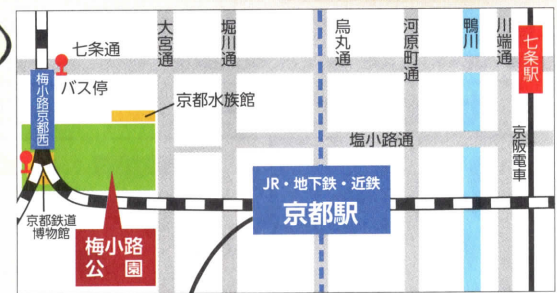 大宮通
堀川通
烏丸通
河原町通
鴨川
川端通
七条駅
七条通
バス停
梅小路京都西
京都水族館
塩小路通
京阪電車
JR・地下鉄・近鉄
京都駅
京都鉄道
博物館
梅小路
公園